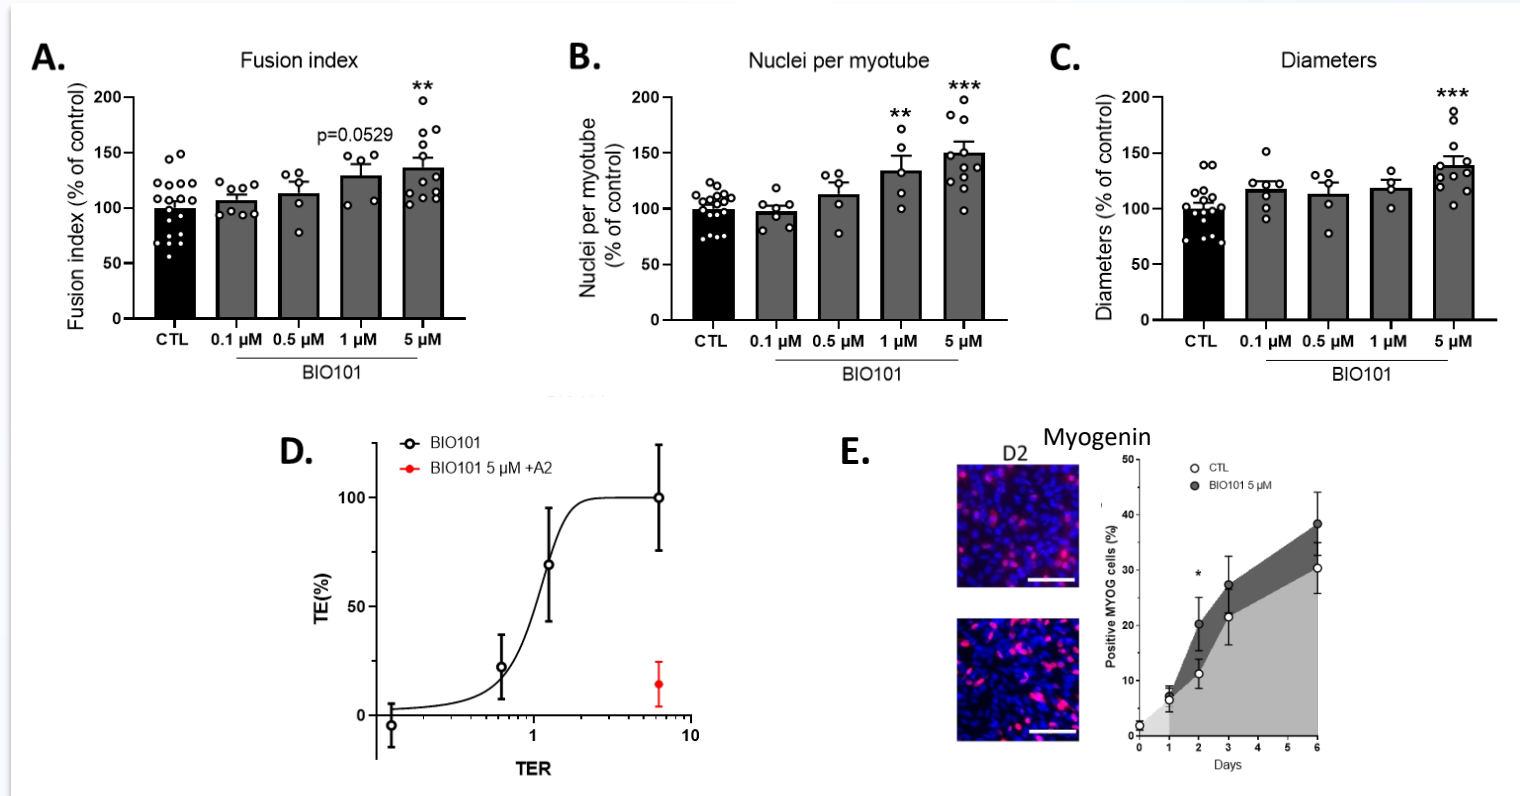 A.
Fusion index
Fusion index (% of control)
200
150
100
50
0
**
p=0.0529
CTL
0.1 µM
0.5 µM
1 µM
5 µM
BIO101
B.
Nuclei per myotube
Nuclei per myotube
(% of control)
200
150
100
50
0
**
***
CTL
0.1 µM
0.5 µM
1 µM
5 µM
BIO101
C.
Diameters
Diameters (% of control)
200
150
100
50
0
***
CTL
0.1 µM
0.5 µM
1 µM
5 µM
BIO101
D.
BIO101
BIO101 5 µM +A2
TE(%)
100
50
0
1
10
TER
E.
Myogenin
D2
CTL
BIO101 5 µM
Positive MYOG cells (%)
50
40
30
20
10
0
*
0
1
2
3
4
5
6
Days